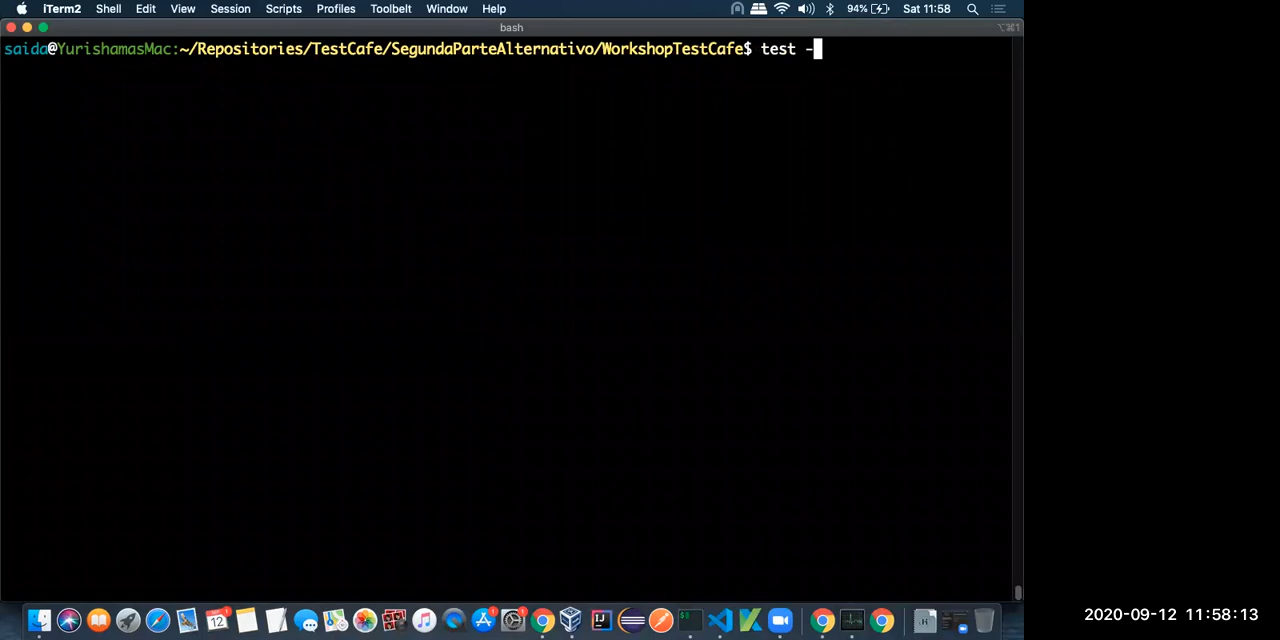 iTerm2 Shell Edit View Session Scripts Profiles Toolbelt Window Help 94% Sat 11:58
bash ⌥⌘1
saida@YurishamasMac:~/Repositories/TestCafe/SegundaParteAlternativo/WorkshopTestCafe$ test -
2020-09-12 11:58:13